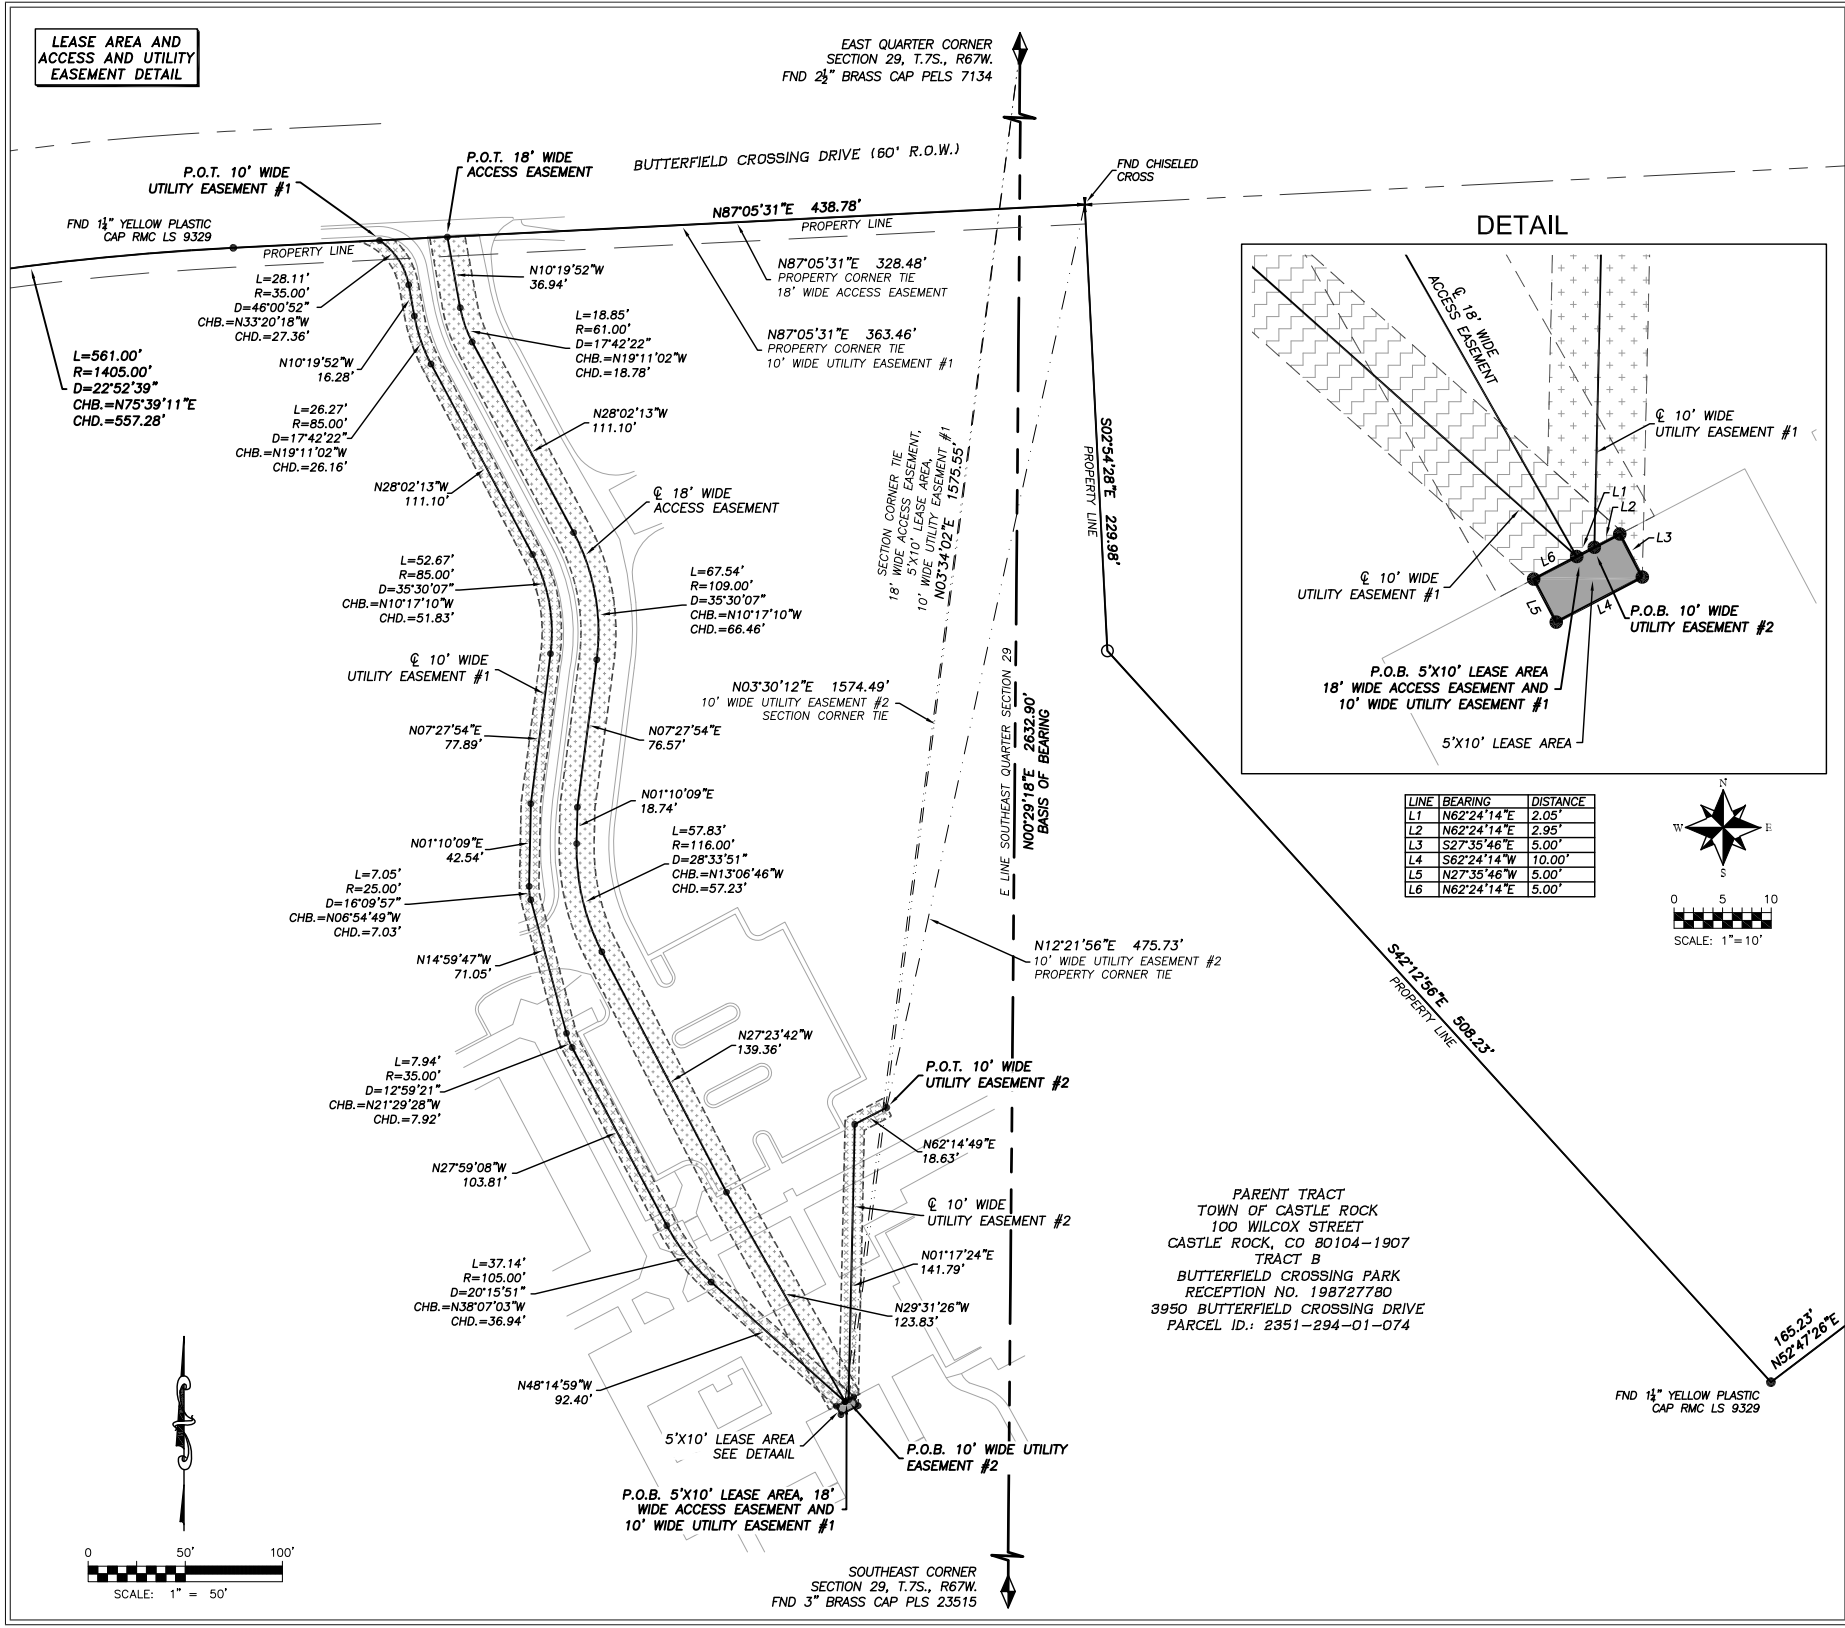 LEASE AREA AND
ACCESS AND UTILITY
EASEMENT DETAIL
EAST QUARTER CORNER
SECTION 29, T.7S., R67W.
FND 2½" BRASS CAP PELS 7134
P.O.T. 10' WIDE
UTILITY EASEMENT #1
P.O.T. 18' WIDE
ACCESS EASEMENT
BUTTERFIELD CROSSING DRIVE (60' R.O.W.)
FND CHISELED
CROSS
FND 1¼" YELLOW PLASTIC
CAP RMC LS 9329
PROPERTY LINE
N87°05'31"E 438.78'
PROPERTY LINE
L=561.00'
R=1405.00'
D=22°52'39"
CHB.=N75°39'11"E
CHD.=557.28'
L=28.11'
R=35.00'
D=46°00'52"
CHB.=N33°20'18"W
CHD.=27.36'
N10°19'52"W
16.28'
L=26.27'
R=85.00'
D=17°42'22"
CHB.=N19°11'02"W
CHD.=26.16'
N28°02'13"W
111.10'
L=52.67'
R=85.00'
D=35°30'07"
CHB.=N10°17'10"W
CHD.=51.83'
℄ 10' WIDE
UTILITY EASEMENT #1
N07°27'54"E
77.89'
N01°10'09"E
42.54'
L=7.05'
R=25.00'
D=16°09'57"
CHB.=N06°54'49"W
CHD.=7.03'
N14°59'47"W
71.05'
L=7.94'
R=35.00'
D=12°59'21"
CHB.=N21°29'28"W
CHD.=7.92'
N27°59'08"W
103.81'
L=37.14'
R=105.00'
D=20°15'51"
CHB.=N38°07'03"W
CHD.=36.94'
N48°14'59"W
92.40'
N10°19'52"W
36.94'
L=18.85'
R=61.00'
D=17°42'22"
CHB.=N19°11'02"W
CHD.=18.78'
N28°02'13"W
111.10'
℄ 18' WIDE
ACCESS EASEMENT
L=67.54'
R=109.00'
D=35°30'07"
CHB.=N10°17'10"W
CHD.=66.46'
N07°27'54"E
76.57'
N01°10'09"E
18.74'
L=57.83'
R=116.00'
D=28°33'51"
CHB.=N13°06'46"W
CHD.=57.23'
N27°23'42"W
139.36'
N29°31'26"W
123.83'
N87°05'31"E 328.48'
PROPERTY CORNER TIE
18' WIDE ACCESS EASEMENT
N87°05'31"E 363.46'
PROPERTY CORNER TIE
10' WIDE UTILITY EASEMENT #1
SECTION CORNER TIE
18' WIDE ACCESS EASEMENT,
5'X10' LEASE AREA,
10' WIDE UTILITY EASEMENT #1
N03°34'02"E 1575.55'
N03°30'12"E 1574.49'
10' WIDE UTILITY EASEMENT #2
SECTION CORNER TIE
E LINE SOUTHEAST QUARTER SECTION 29
N00°29'18"E 2632.90'
BASIS OF BEARING
N12°21'56"E 475.73'
10' WIDE UTILITY EASEMENT #2
PROPERTY CORNER TIE
P.O.T. 10' WIDE
UTILITY EASEMENT #2
N62°14'49"E
18.63'
℄ 10' WIDE
UTILITY EASEMENT #2
N01°17'24"E
141.79'
5'X10' LEASE AREA
SEE DETAAIL
P.O.B. 10' WIDE UTILITY
EASEMENT #2
P.O.B. 5'X10' LEASE AREA, 18'
WIDE ACCESS EASEMENT AND
10' WIDE UTILITY EASEMENT #1
SOUTHEAST CORNER
SECTION 29, T.7S., R67W.
FND 3" BRASS CAP PLS 23515
S02°54'28"E 229.98'
PROPERTY LINE
S42°12'56"E 508.23'
PROPERTY LINE
165.23'
N52°47'26"E
FND 1¼" YELLOW PLASTIC
CAP RMC LS 9329
PARENT TRACT
TOWN OF CASTLE ROCK
100 WILCOX STREET
CASTLE ROCK, CO 80104-1907
TRACT B
BUTTERFIELD CROSSING PARK
RECEPTION NO. 198727780
3950 BUTTERFIELD CROSSING DRIVE
PARCEL ID.: 2351-294-01-074
DETAIL
℄ 18' WIDE
ACCESS EASEMENT
℄ 10' WIDE
UTILITY EASEMENT #1
L1
L2
L3
L6
L5
L4
℄ 10' WIDE
UTILITY EASEMENT #1
P.O.B. 10' WIDE
UTILITY EASEMENT #2
P.O.B. 5'X10' LEASE AREA
18' WIDE ACCESS EASEMENT AND
10' WIDE UTILITY EASEMENT #1
5'X10' LEASE AREA
LINE BEARING DISTANCE
L1 N62°24'14"E 2.05'
L2 N62°24'14"E 2.95'
L3 S27°35'46"E 5.00'
L4 S62°24'14"W 10.00'
L5 N27°35'46"W 5.00'
L6 N62°24'14"E 5.00'
N
W E
S
0 5 10
SCALE: 1"=10'
0 50' 100'
SCALE: 1" = 50'